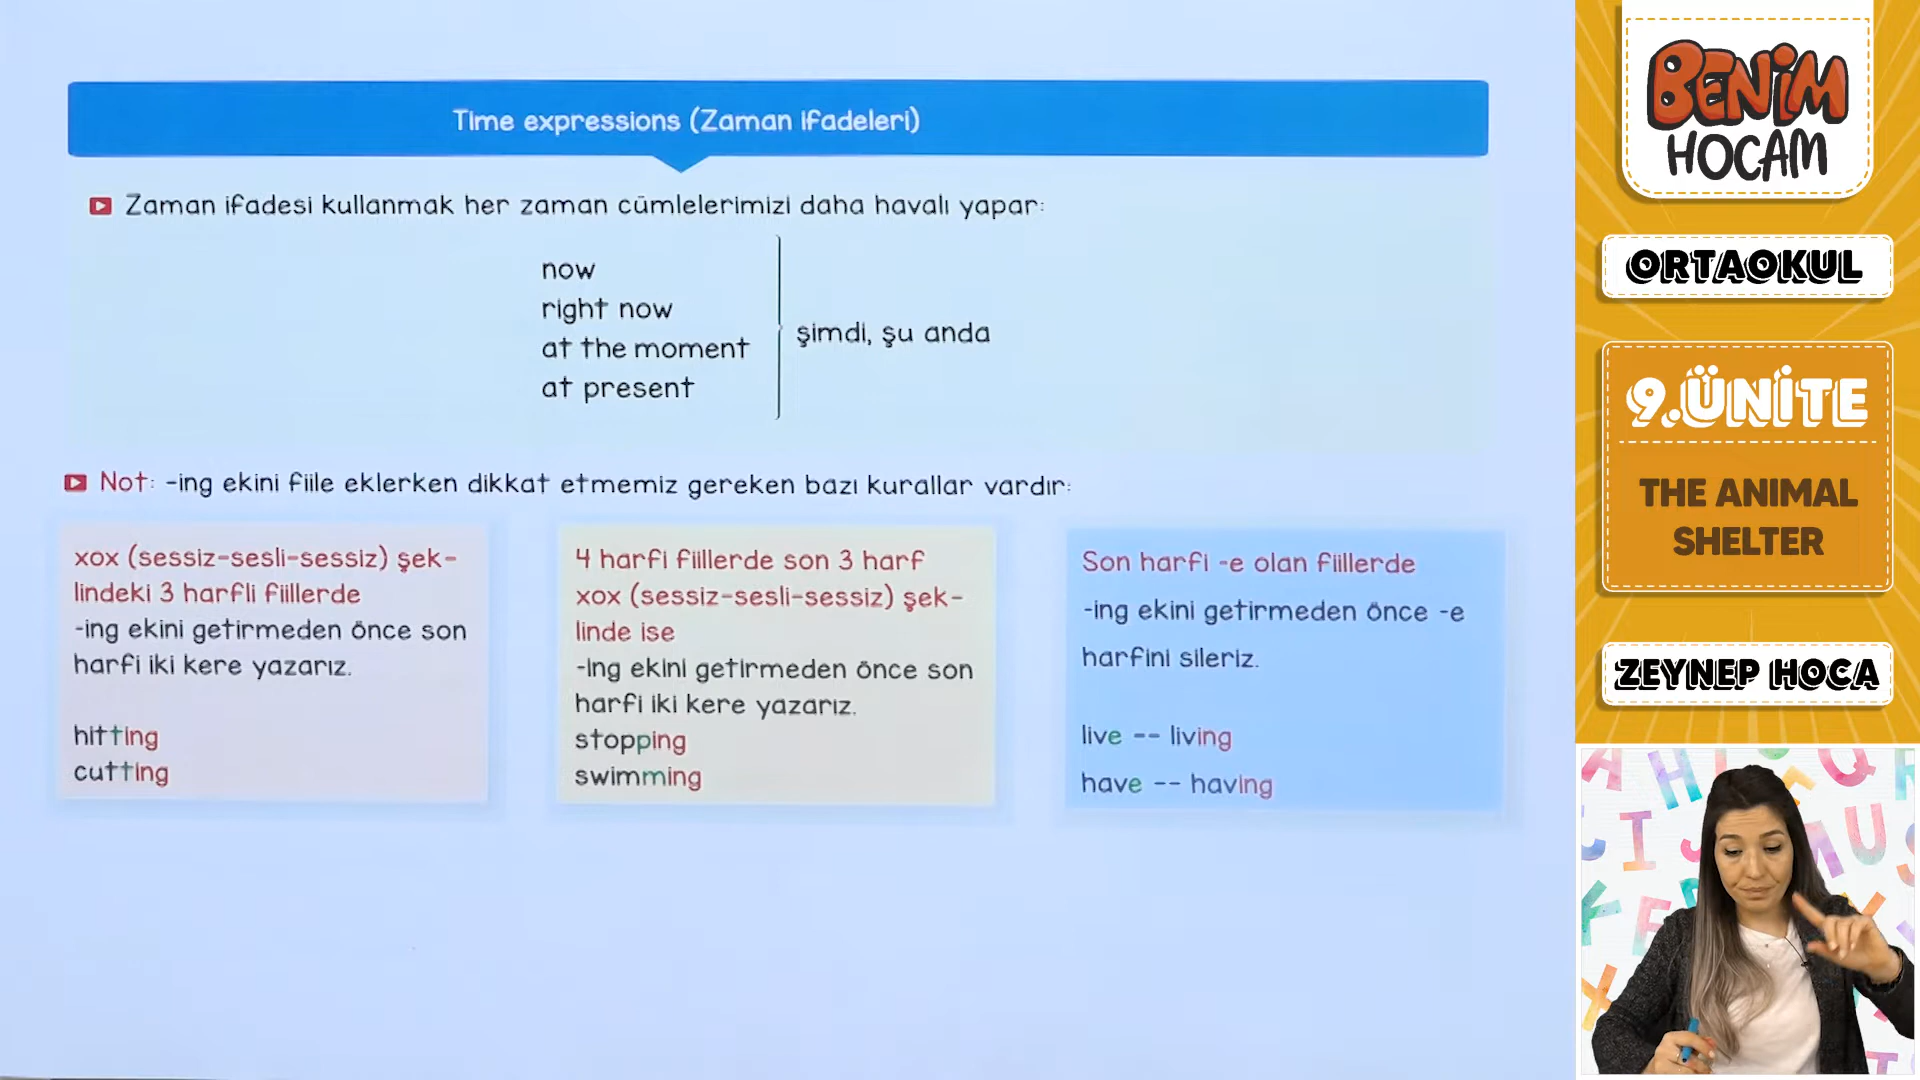 Time expressions (Zaman ifadeleri)
Zaman ifadesi kullanmak her zaman cümlelerimizi daha havalı yapar:
now
right now
at the moment
at present
şimdi, şu anda
Not: -ing ekini fiile eklerken dikkat etmemiz gereken bazı kurallar vardır:
xox (sessiz-sesli-sessiz) şek-
lindeki 3 harfli fiillerde
-ing ekini getirmeden önce son
harfi iki kere yazarız.
hitting
cutting
4 harfi fiillerde son 3 harf
xox (sessiz-sesli-sessiz) şek-
linde ise
-ing ekini getirmeden önce son
harfi iki kere yazarız.
stopping
swimming
Son harfi -e olan fiillerde
-ing ekini getirmeden önce -e
harfini sileriz.
live -- living
have -- having
BENİM
HOCAM
ORTAOKUL
9.ÜNİTE
THE ANIMAL
SHELTER
ZEYNEP HOCA